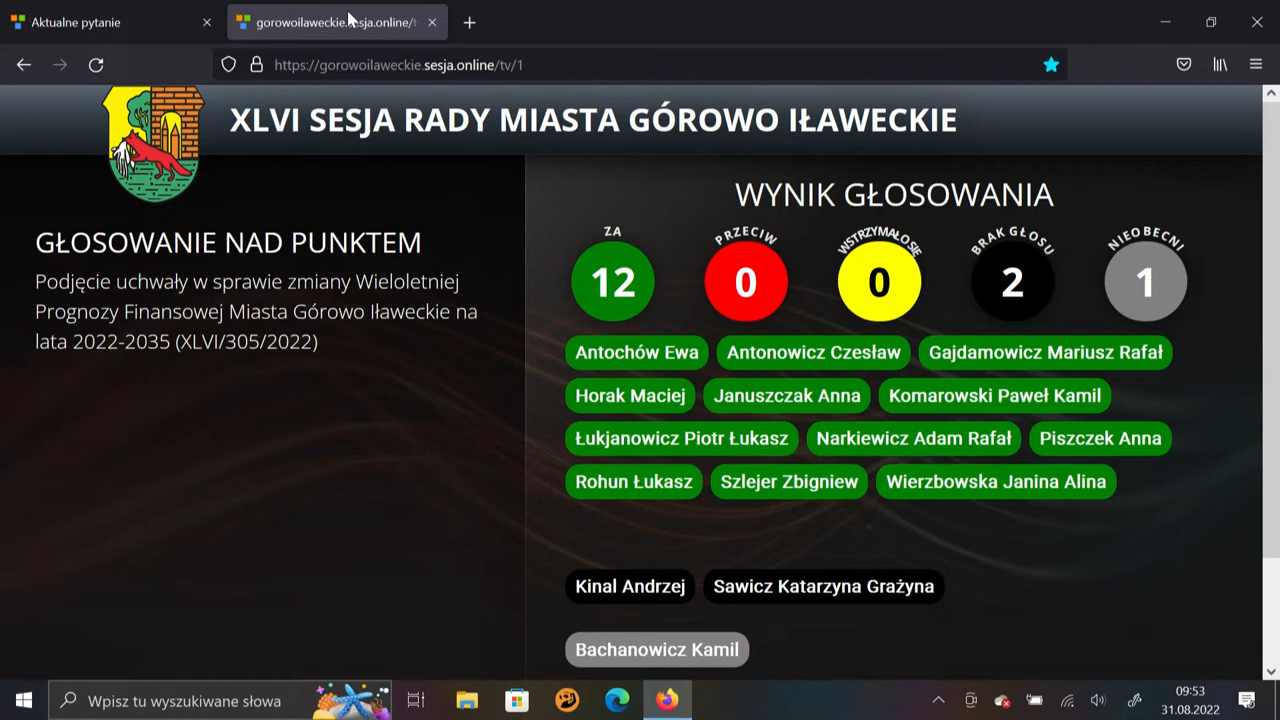 Aktualne pytanie
gorowoilaweckie.sesja.online/t
https://gorowoilaweckie.sesja.online/tv/1
XLVI SESJA RADY MIASTA GÓROWO IŁAWECKIE
GŁOSOWANIE NAD PUNKTEM
Podjęcie uchwały w sprawie zmiany Wieloletniej
Prognozy Finansowej Miasta Górowo Iławeckie na
lata 2022-2035 (XLVI/305/2022)
WYNIK GŁOSOWANIA
ZA PRZECIW WSTRZYMAŁO SIĘ BRAK GŁOSU NIEOBECNI
12 0 0 2 1
Antochów Ewa Antonowicz Czesław Gajdamowicz Mariusz Rafał
Horak Maciej Januszczak Anna Komarowski Paweł Kamil
Łukjanowicz Piotr Łukasz Narkiewicz Adam Rafał Piszczek Anna
Rohun Łukasz Szlejer Zbigniew Wierzbowska Janina Alina
Kinal Andrzej Sawicz Katarzyna Grażyna
Bachanowicz Kamil
Wpisz tu wyszukiwane słowa
09:53
31.08.2022